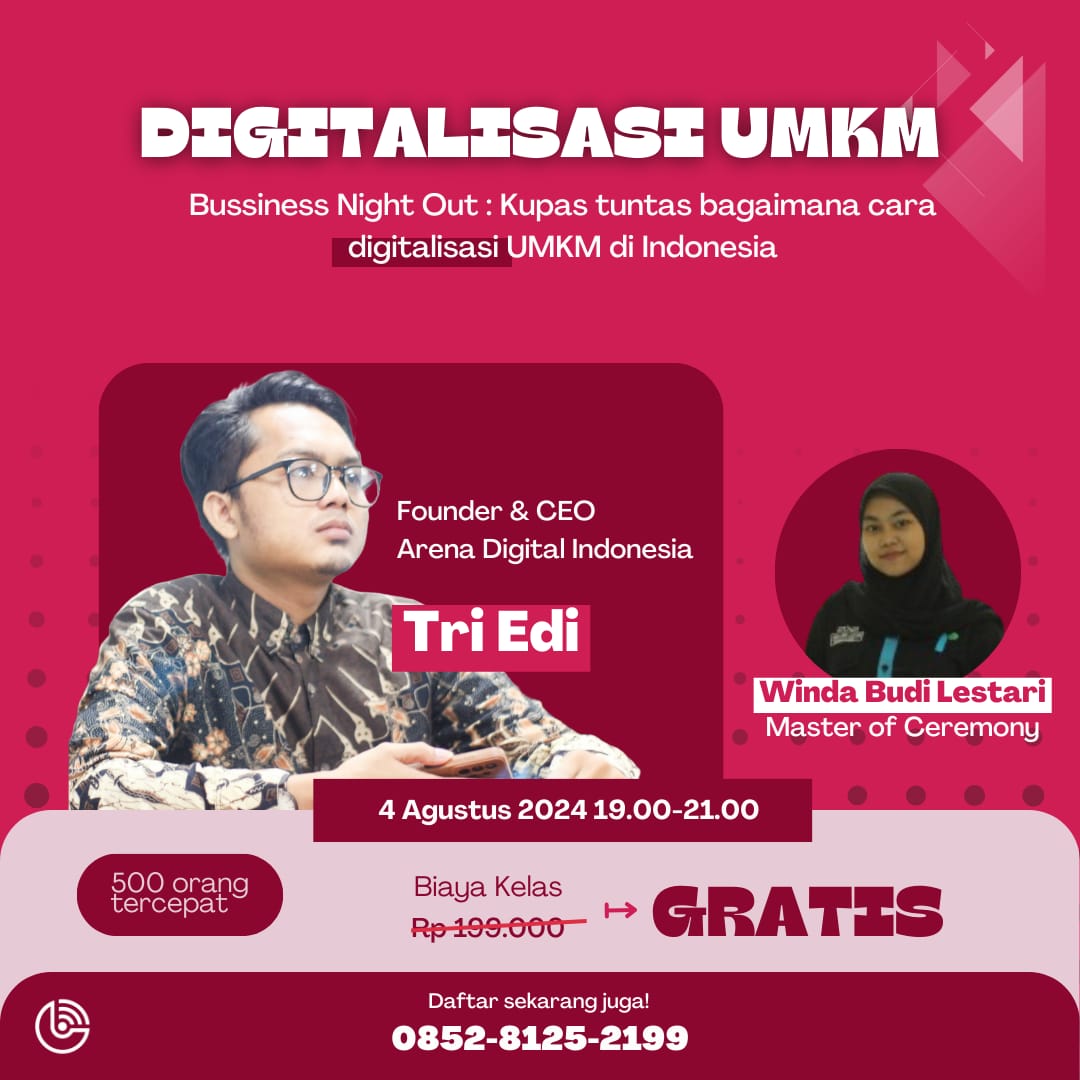 DIGITALISASI UMKM
Bussiness Night Out : Kupas tuntas bagaimana cara
digitalisasi UMKM di Indonesia
Founder & CEO
Arena Digital Indonesia
Tri Edi
Winda Budi Lestari
Master of Ceremony
4 Agustus 2024 19.00-21.00
500 orang
tercepat
Biaya Kelas
Rp 199.000
GRATIS
Daftar sekarang juga!
0852-8125-2199